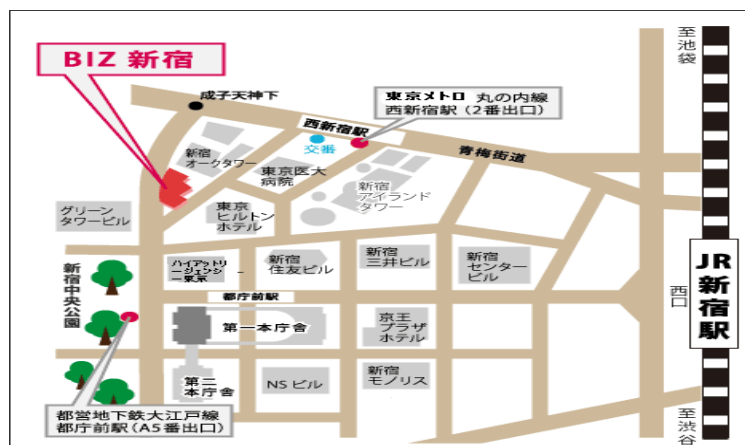 至池袋
BIZ 新宿
成子天神下
東京メトロ 丸の内線
西新宿駅(2番出口)
西新宿駅
交番
青梅街道
新宿
オークタワー
東京医大
病院
新宿
アイランド
タワー
グリーン
タワービル
東京
ヒルトン
ホテル
ハイアットリ
ージェンシ
ー東京
新宿
住友ビル
新宿
三井ビル
新宿
センター
ビル
JR新宿駅
西口
新宿中央公園
都庁前駅
第一本庁舎
京王
プラザ
ホテル
第二
本庁舎
NSビル
新宿
モノリス
都営地下鉄大江戸線
都庁前駅(A5番出口)
至渋谷